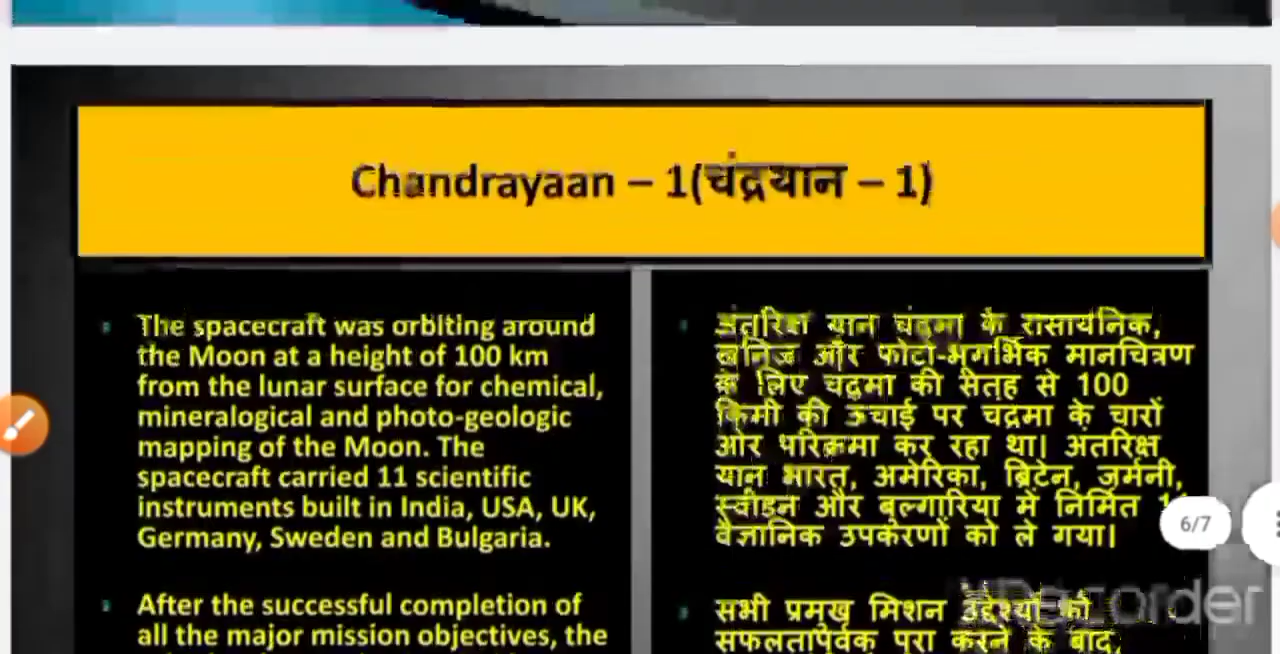 Chandrayaan – 1(चंद्रयान – 1)
The spacecraft was orbiting around
the Moon at a height of 100 km
from the lunar surface for chemical,
mineralogical and photo-geologic
mapping of the Moon. The
spacecraft carried 11 scientific
instruments built in India, USA, UK,
Germany, Sweden and Bulgaria.
After the successful completion of
all the major mission objectives, the
अंतरिक्ष यान चंद्रमा के रासायनिक,
खनिज और फोटो-भूगर्भिक मानचित्रण
के लिए चंद्रमा की सतह से 100
किमी की ऊंचाई पर चंद्रमा के चारों
ओर परिक्रमा कर रहा था। अंतरिक्ष
यान भारत, अमेरिका, ब्रिटेन, जर्मनी,
स्वीडन और बुल्गारिया में निर्मित
वैज्ञानिक उपकरणों को ले गया।
सभी प्रमुख मिशन उद्देश्यों को
सफलतापूर्वक पूरा करने के बाद,
6/7